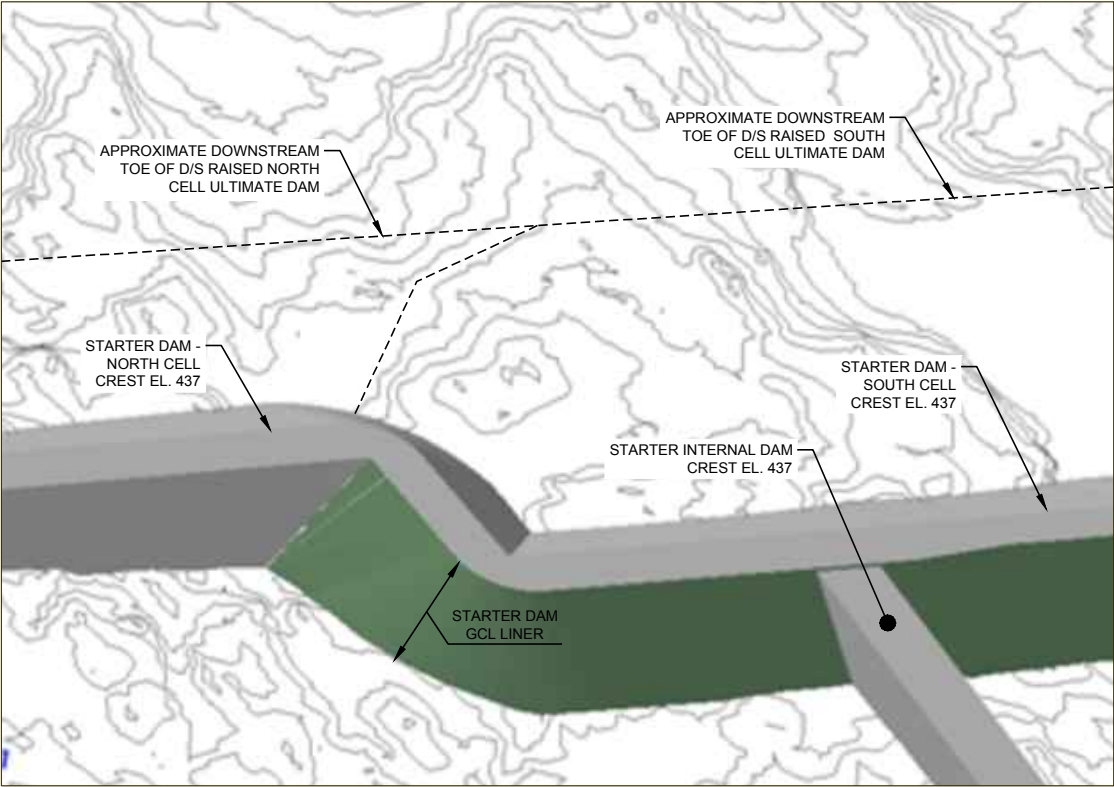 APPROXIMATE DOWNSTREAM
TOE OF D/S RAISED NORTH
CELL ULTIMATE DAM
APPROXIMATE DOWNSTREAM
TOE OF D/S RAISED SOUTH
CELL ULTIMATE DAM
STARTER DAM -
NORTH CELL
CREST EL. 437
STARTER DAM -
SOUTH CELL
CREST EL. 437
STARTER INTERNAL DAM
CREST EL. 437
STARTER DAM
GCL LINER